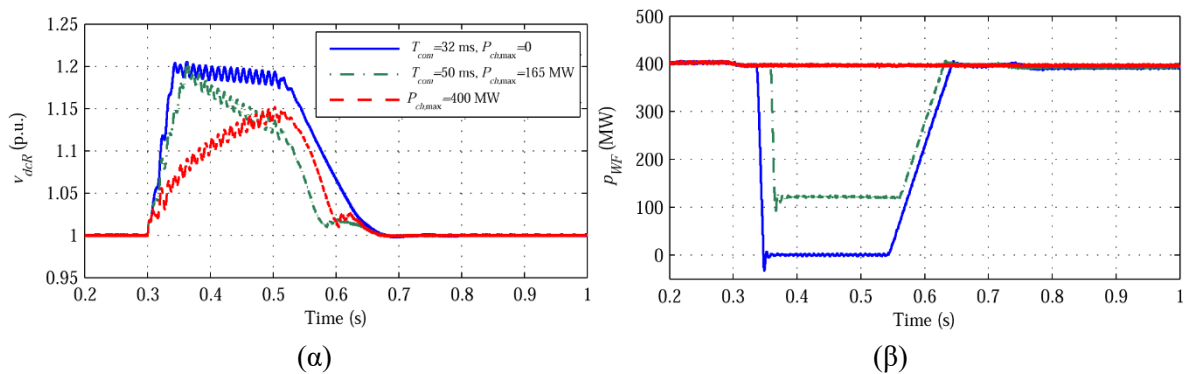 1.25
1.20
1.15
1.10
1.05
1
0.95
v_dcR (p.u.)
T_com=32 ms, P_ch,max=0
T_com=50 ms, P_ch,max=165 MW
P_ch,max=400 MW
0.2 0.3 0.4 0.5 0.6 0.7 0.8 0.9 1
Time (s)
(α)
500
400
300
200
100
0
p_WF (MW)
0.2 0.3 0.4 0.5 0.6 0.7 0.8 0.9 1
Time (s)
(β)